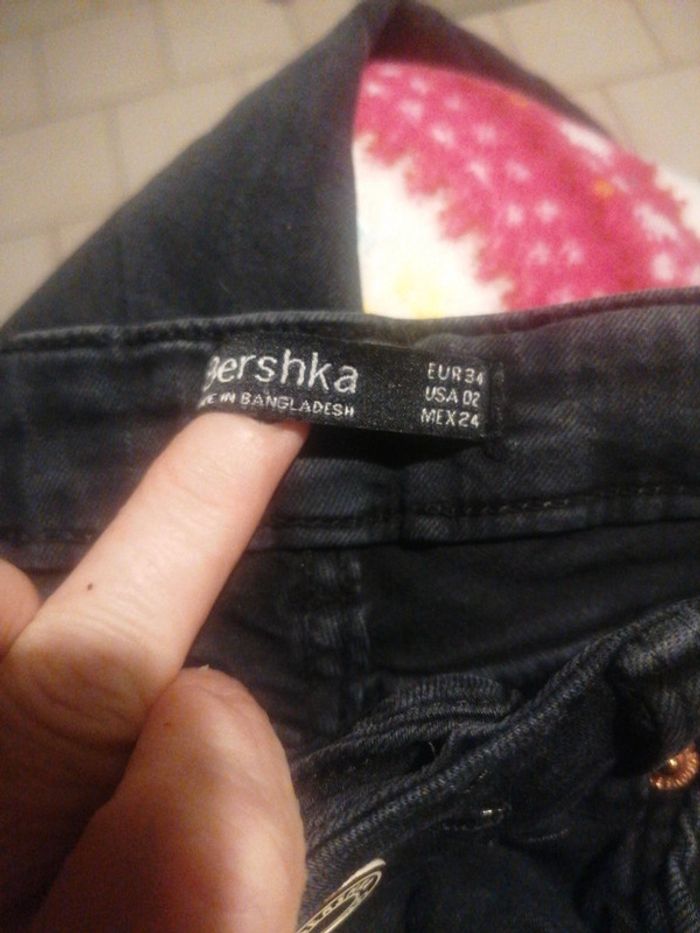 Bershka
E IN BANGLADESH
EUR 34
USA 02
MEX 24